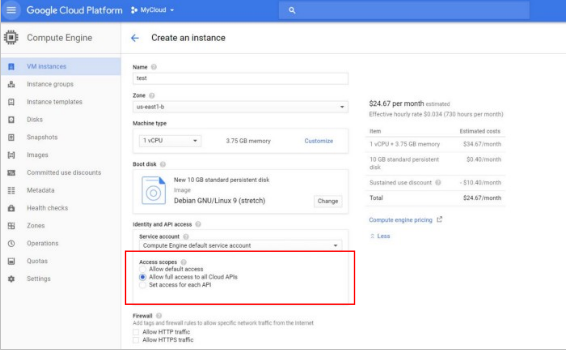 Google Cloud Platform MyCloud
Compute Engine
Create an instance
VM instances
Instance groups
Instance templates
Disks
Snapshots
Images
Committed use discounts
Metadata
Health checks
Zones
Operations
Quotas
Settings
Name
test
Zone
us-east1-b
Machine type
1 vCPU 3.75 GB memory Customize
Boot disk
New 10 GB standard persistent disk
Image
Debian GNU/Linux 9 (stretch) Change
Identity and API access
Service account
Compute Engine default service account
Access scopes
Allow default access
Allow full access to all Cloud APIs
Set access for each API
Firewall
Add tags and firewall rules to allow specific network traffic from the Internet
Allow HTTP traffic
Allow HTTPS traffic
$24.67 per month estimated
Effective hourly rate $0.034 (730 hours per month)
Item Estimated costs
1 vCPU + 3.75 GB memory $34.67/month
10 GB standard persistent $0.40/month
disk
Sustained use discount - $10.40/month
Total $24.67/month
Compute engine pricing
Less